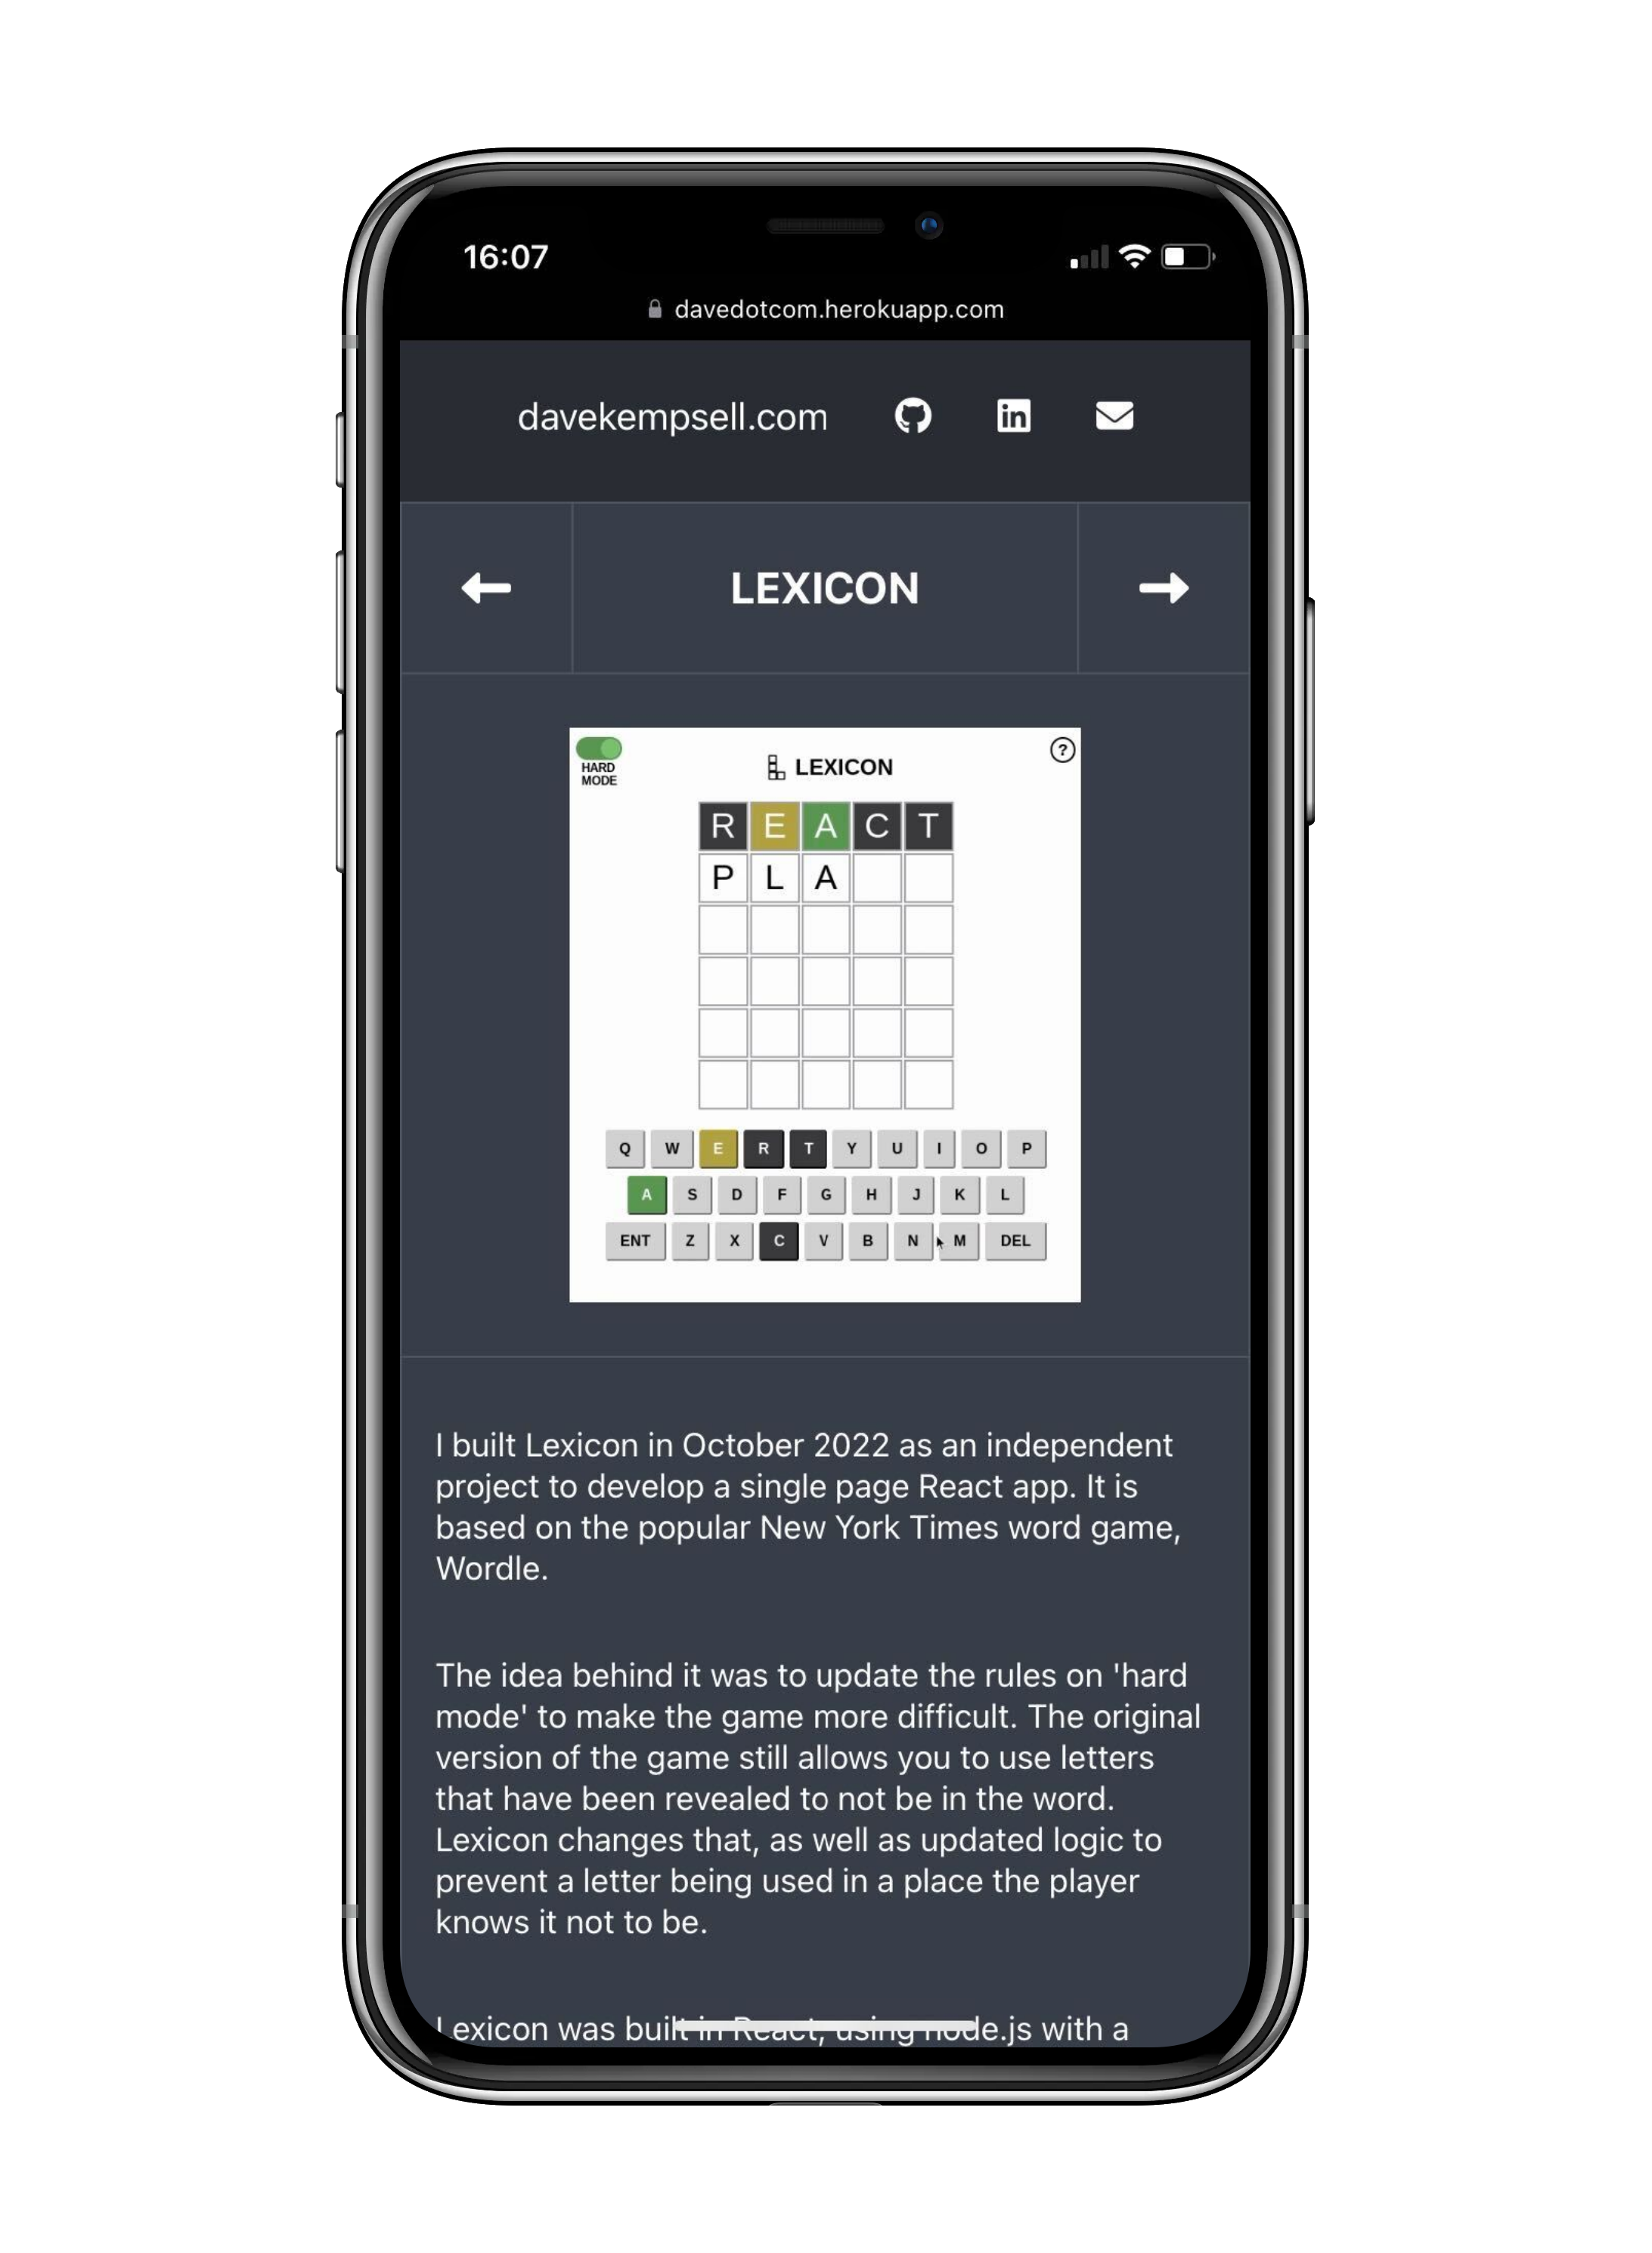 16:07
davedotcom.herokuapp.com
davekempsell.com
LEXICON
HARD
MODE
LEXICON
?
R E A C T
P L A
Q W E R T Y U I O P
A S D F G H J K L
ENT Z X C V B N M DEL
I built Lexicon in October 2022 as an independent
project to develop a single page React app. It is
based on the popular New York Times word game,
Wordle.
The idea behind it was to update the rules on 'hard
mode' to make the game more difficult. The original
version of the game still allows you to use letters
that have been revealed to not be in the word.
Lexicon changes that, as well as updated logic to
prevent a letter being used in a place the player
knows it not to be.
Lexicon was built in React, using node.js with a